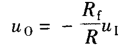 u_O = - \frac{R_f}{R} u_I